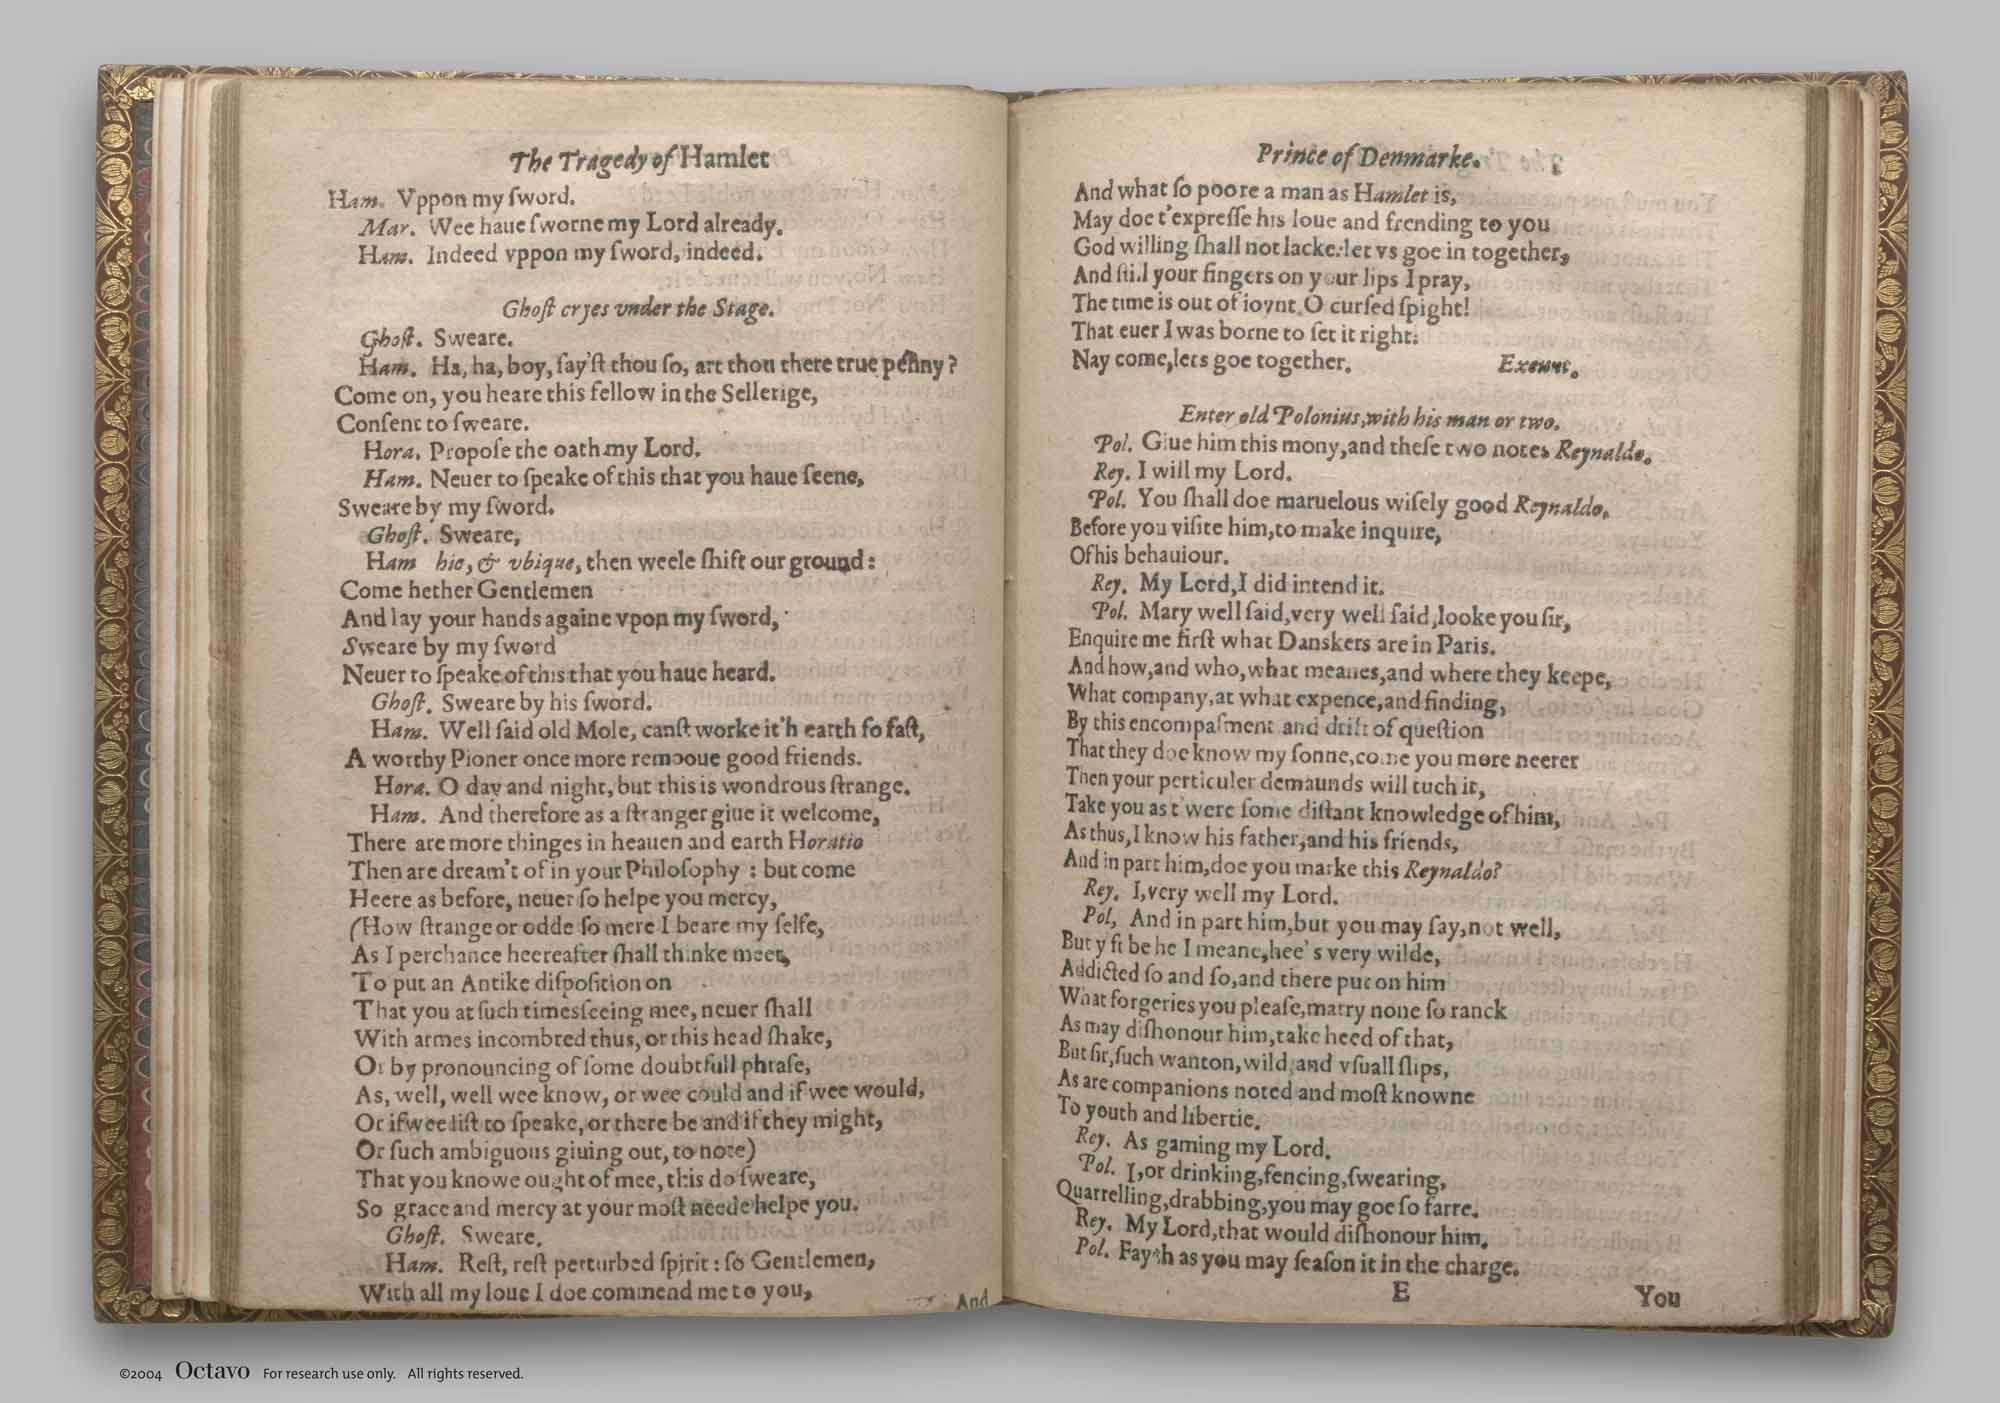 The Tragedy of Hamlet
Ham. Vppon my ſword.
Mar. Wee haue ſworne my Lord already.
Ham. Indeed vppon my ſword, indeed.
Ghoſt cryes vnder the Stage.
Ghoſt. Sweare.
Ham. Ha, ha, boy, ſay'ſt thou ſo, art thou there true penny?
Come on, you heare this fellow in the Sellerige,
Conſent to ſweare.
Hora. Propoſe the oath my Lord.
Ham. Neuer to ſpeake of this that you haue ſeene,
Sweare by my ſword.
Ghoſt. Sweare,
Ham hic, & vbique, then weele ſhift our ground:
Come hether Gentlemen
And lay your hands againe vpon my ſword,
Sweare by my ſword
Neuer to ſpeake of this that you haue heard.
Ghoſt. Sweare by his ſword.
Ham. Well ſaid old Mole, canſt worke it'h earth ſo faſt,
A worthy Pioner once more remooue good friends.
Hora. O day and night, but this is wondrous ſtrange.
Ham. And therefore as a ſtranger giue it welcome,
There are more thinges in heauen and earth Horatio
Then are dream't of in your Philoſophy : but come
Heere as before, neuer ſo helpe you mercy,
(How ſtrange or odde ſo mere I beare my ſelfe,
As I perchance heereafter ſhall thinke meet,
To put an Antike diſpoſition on
That you at ſuch times ſeeing mee, neuer ſhall
With armes incombred thus, or this head ſhake,
Or by pronouncing of ſome doubtfull phraſe,
As, well, well wee know, or wee could and if wee would,
Or if wee liſt to ſpeake, or there be and if they might,
Or ſuch ambiguous giuing out, to note)
That you knowe ought of mee, this do ſweare,
So grace and mercy at your moſt neede helpe you.
Ghoſt. Sweare.
Ham. Reſt, reſt perturbed ſpirit : ſo Gentlemen,
With all my loue I doe commend me to you,
And
Prince of Denmarke.
And what ſo poore a man as Hamlet is,
May doe t'expreſſe his loue and frending to you
God willing ſhall not lacke: let vs goe in together,
And ſtill your fingers on your lips I pray,
The time is out of ioynt, O curſed ſpight!
That euer I was borne to ſet it right:
Nay come, lets goe together. Exeunt.
Enter old Polonius, with his man or two.
Pol. Giue him this mony, and theſe two notes Reynaldo.
Rey. I will my Lord.
Pol. You ſhall doe maruelous wiſely good Reynaldo,
Before you viſite him, to make inquire,
Of his behauiour.
Rey. My Lord, I did intend it.
Pol. Mary well ſaid, very well ſaid, looke you ſir,
Enquire me firſt what Danskers are in Paris.
And how, and who, what meanes, and where they keepe,
What company, at what expence, and finding,
By this encompaſment and drift of queſtion
That they doe know my ſonne, come you more neerer
Then your perticuler demaunds will tuch it,
Take you as t'were ſome diſtant knowledge of him,
As thus, I know his father, and his friends,
And in part him, doe you marke this Reynaldo?
Rey. I, very well my Lord.
Pol, And in part him, but you may ſay, not well,
But y ft be he I meane, hee's very wilde,
Addicted ſo and ſo, and there put on him
What forgeries you pleaſe, marry none ſo ranck
As may diſhonour him, take heed of that,
But ſir, ſuch wanton, wild, and vſuall ſlips,
As are companions noted and moſt knowne
To youth and libertie.
Rey. As gaming my Lord.
Pol. I, or drinking, fencing, ſwearing,
Quarrelling, drabbing, you may goe ſo farre.
Rey. My Lord, that would diſhonour him.
Pol. Fayth as you may ſeaſon it in the charge.
E You
©2004 Octavo For research use only. All rights reserved.